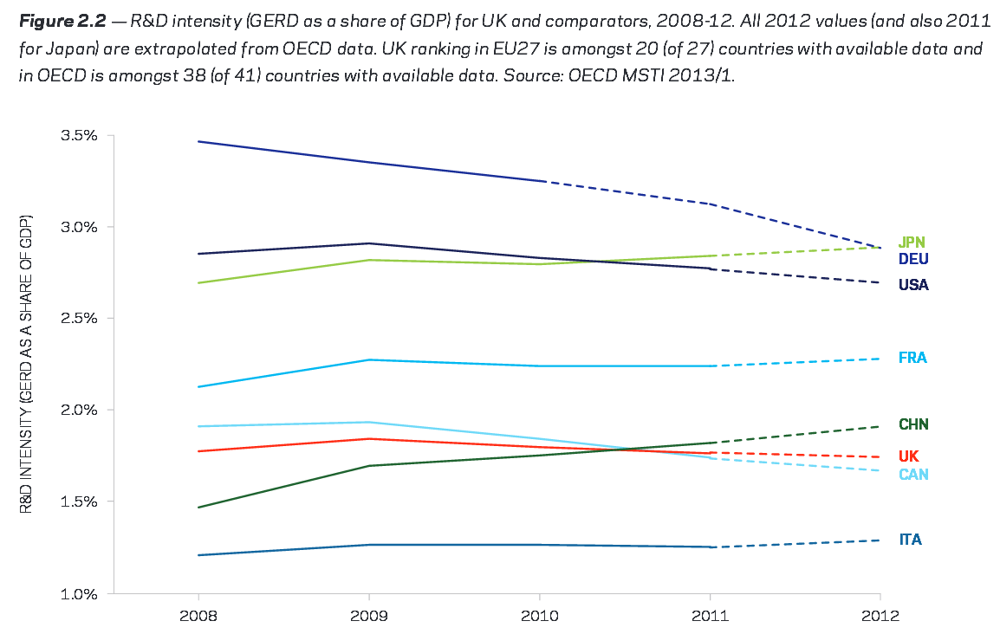 Figure 2.2 — R&D intensity (GERD as a share of GDP) for UK and comparators, 2008-12. All 2012 values (and also 2011
for Japan) are extrapolated from OECD data. UK ranking in EU27 is amongst 20 (of 27) countries with available data and
in OECD is amongst 38 (of 41) countries with available data. Source: OECD MSTI 2013/1.
R&D INTENSITY (GERD AS A SHARE OF GDP)
3.5%
3.0%
2.5%
2.0%
1.5%
1.0%
JPN
DEU
USA
FRA
CHN
UK
CAN
ITA
2008 2009 2010 2011 2012